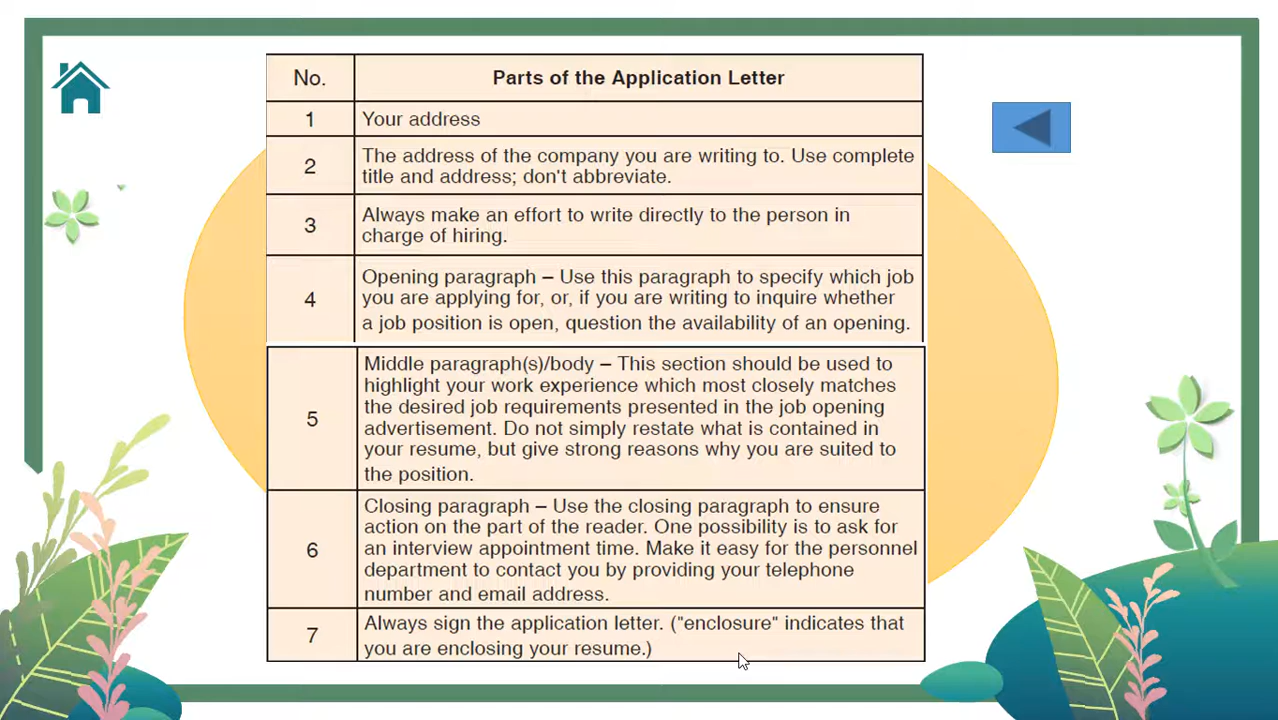 No.
Parts of the Application Letter
1
Your address
2
The address of the company you are writing to. Use complete
title and address; don't abbreviate.
3
Always make an effort to write directly to the person in
charge of hiring.
4
Opening paragraph – Use this paragraph to specify which job
you are applying for, or, if you are writing to inquire whether
a job position is open, question the availability of an opening.
5
Middle paragraph(s)/body – This section should be used to
highlight your work experience which most closely matches
the desired job requirements presented in the job opening
advertisement. Do not simply restate what is contained in
your resume, but give strong reasons why you are suited to
the position.
6
Closing paragraph – Use the closing paragraph to ensure
action on the part of the reader. One possibility is to ask for
an interview appointment time. Make it easy for the personnel
department to contact you by providing your telephone
number and email address.
7
Always sign the application letter. ("enclosure" indicates that
you are enclosing your resume.)